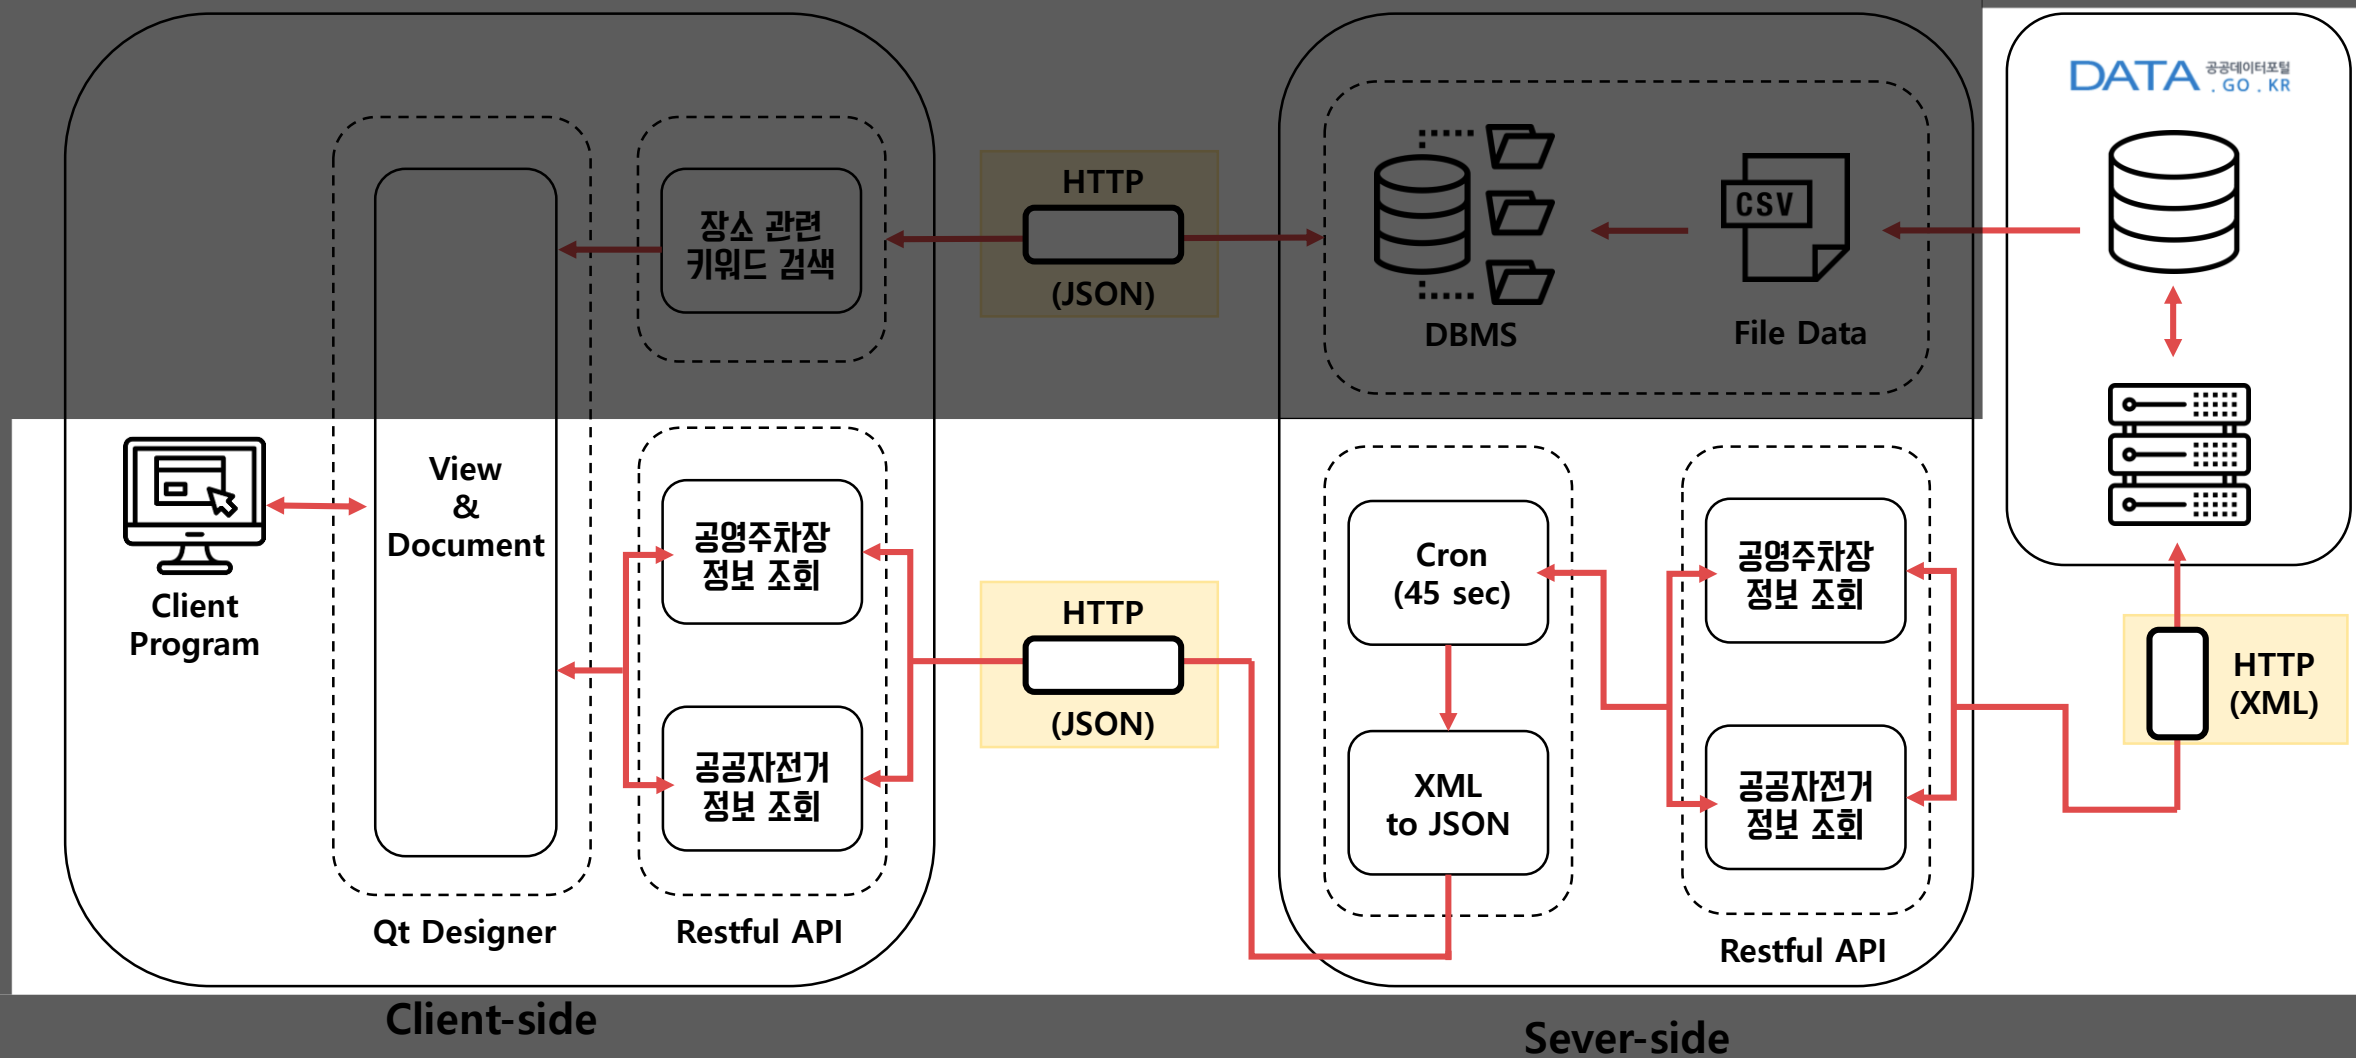 DATA 공공데이터포털
. GO . KR
장소 관련
키워드 검색
HTTP
(JSON)
CSV
DBMS
File Data
Client
Program
View
&
Document
Qt Designer
공영주차장
정보 조회
공공자전거
정보 조회
Restful API
HTTP
(JSON)
Cron
(45 sec)
XML
to JSON
공영주차장
정보 조회
공공자전거
정보 조회
Restful API
HTTP
(XML)
Client-side
Sever-side